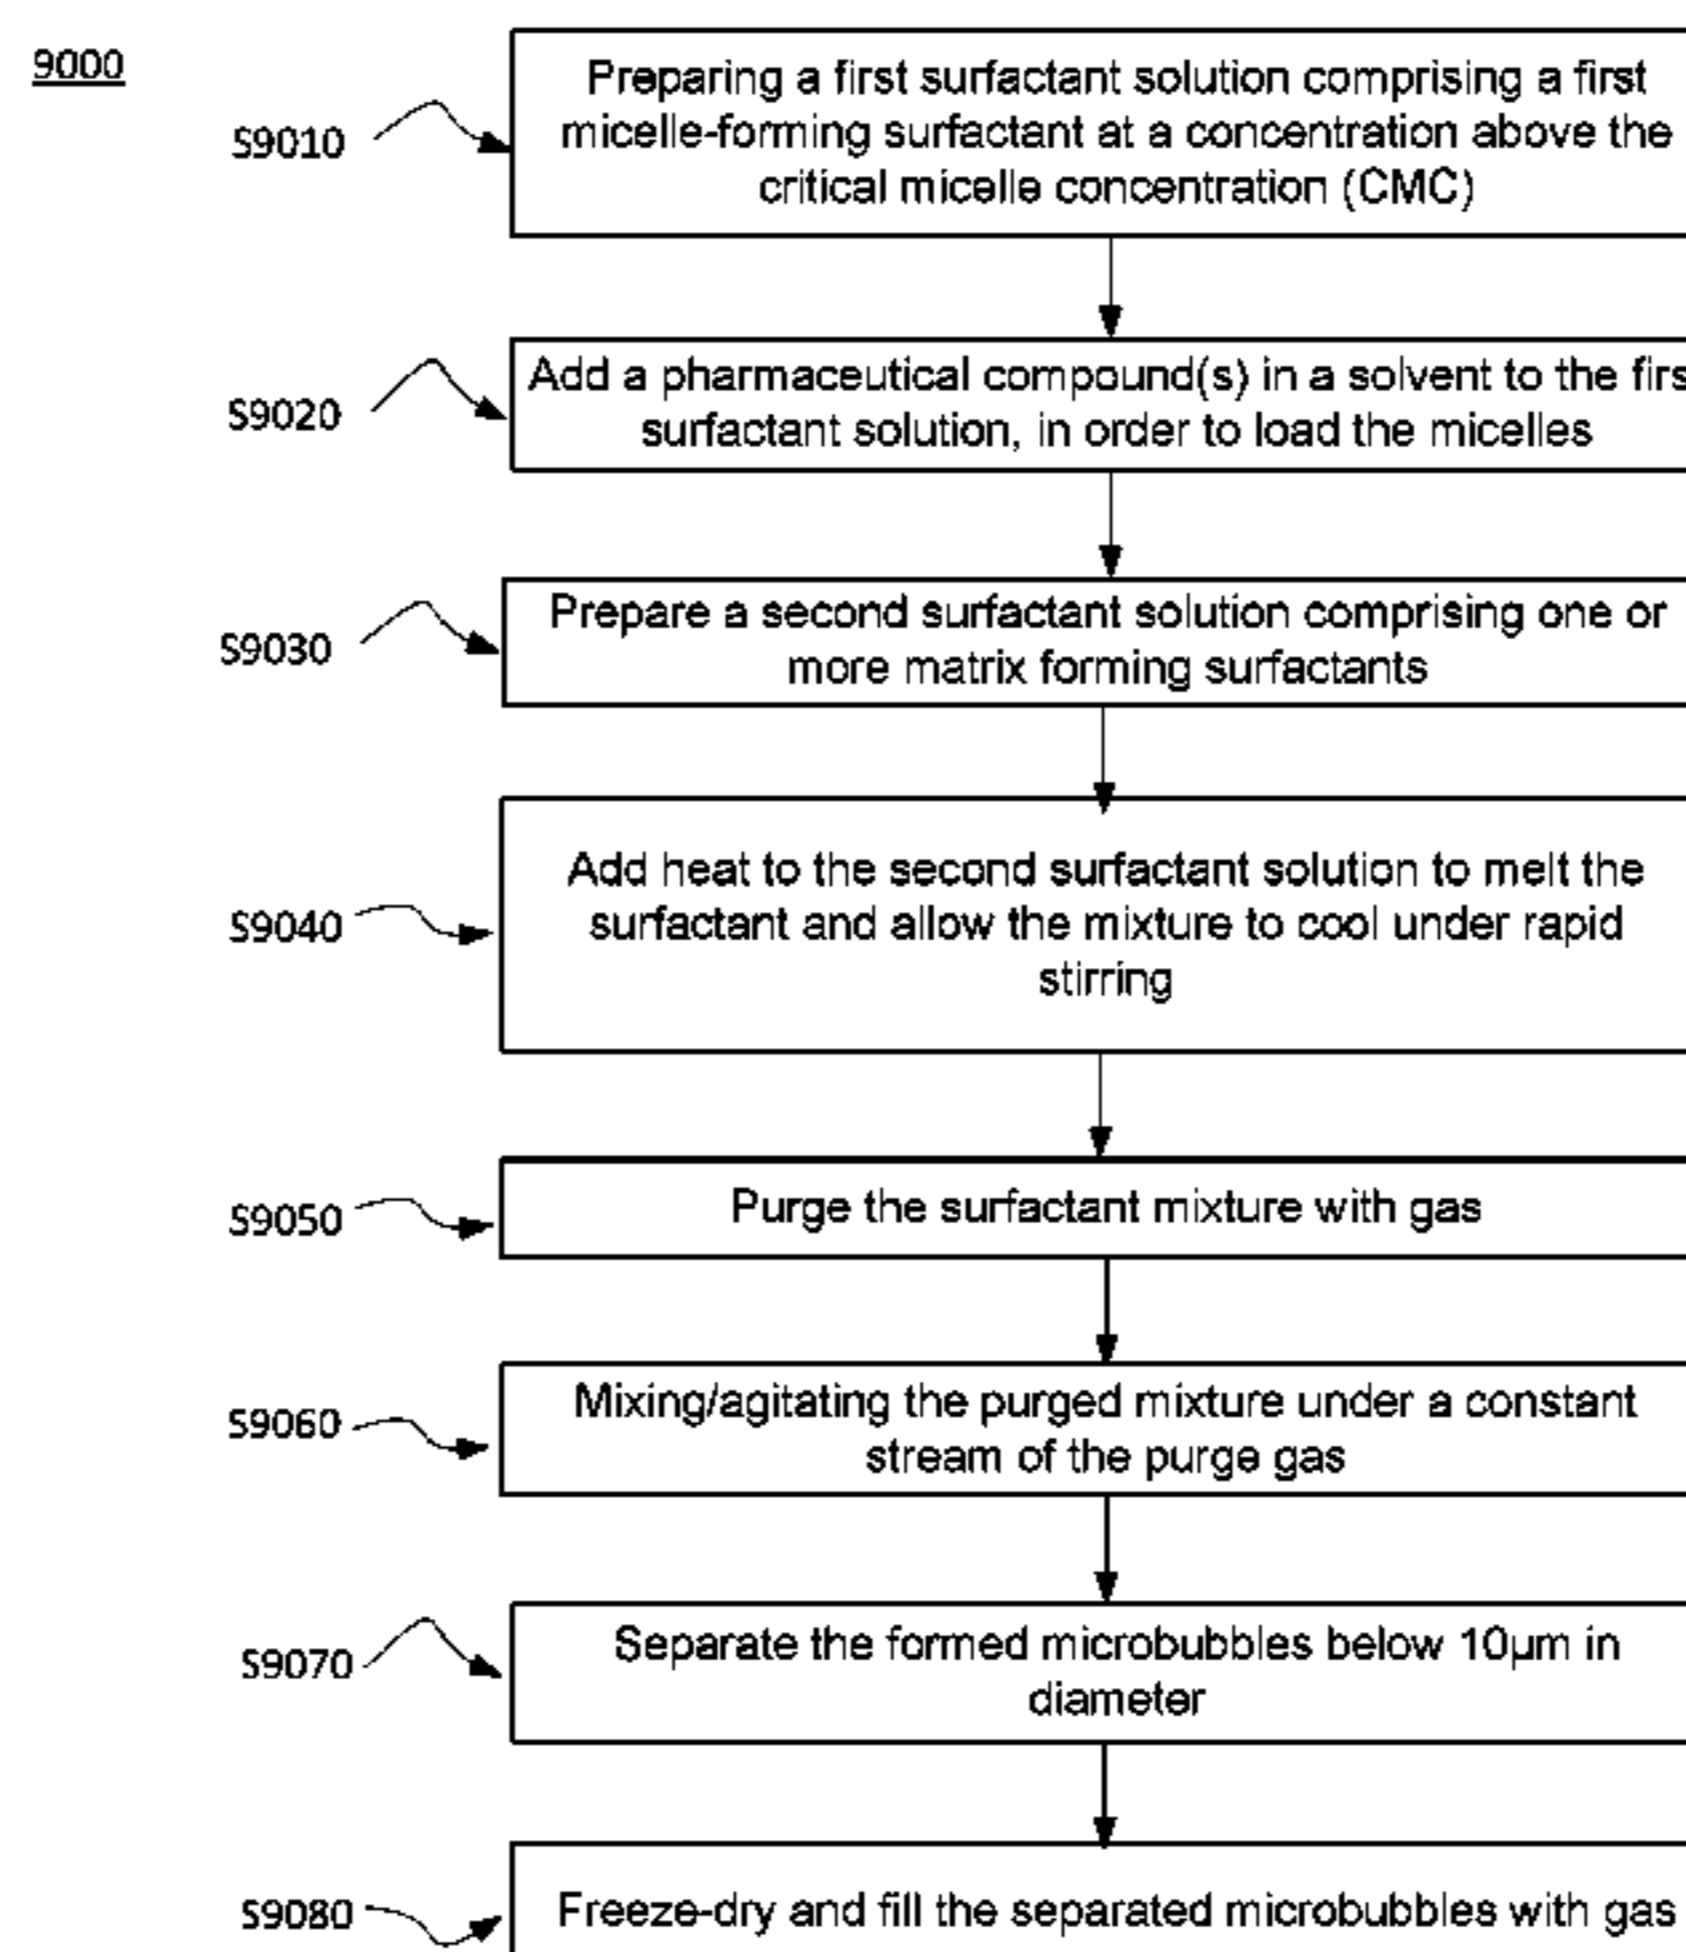 9000
S9010
Preparing a first surfactant solution comprising a first
micelle-forming surfactant at a concentration above the
critical micelle concentration (CMC)
S9020
Add a pharmaceutical compound(s) in a solvent to the firs
surfactant solution, in order to load the micelles
S9030
Prepare a second surfactant solution comprising one or
more matrix forming surfactants
S9040
Add heat to the second surfactant solution to melt the
surfactant and allow the mixture to cool under rapid
stirring
S9050
Purge the surfactant mixture with gas
S9060
Mixing/agitating the purged mixture under a constant
stream of the purge gas
S9070
Separate the formed microbubbles below 10µm in
diameter
S9080
Freeze-dry and fill the separated microbubbles with gas